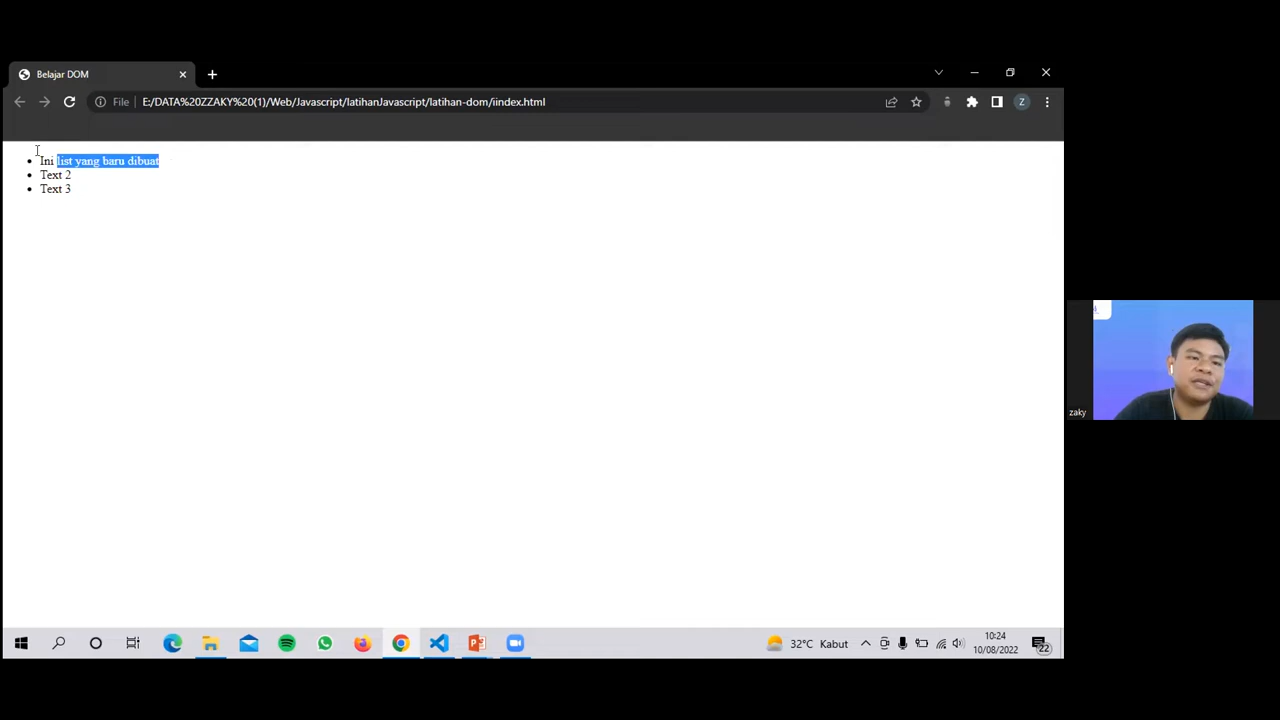 Belajar DOM
File
E:/DATA%20ZZAKY%20(1)/Web/Javascript/latihanJavascript/latihan-dom/iindex.html
Z
Ini list yang baru dibuat
Text 2
Text 3
zaky
32°C Kabut
10:24
10/08/2022
22